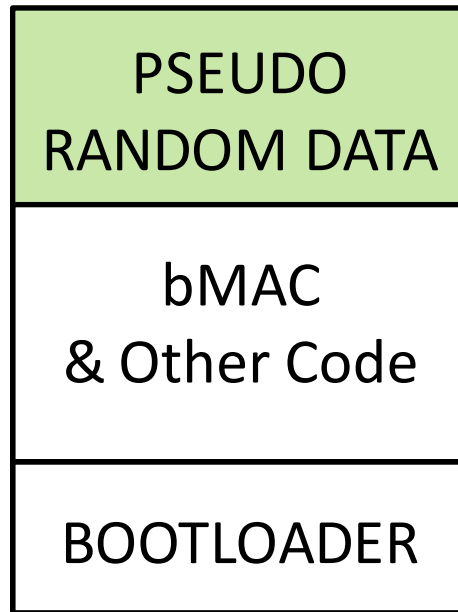 PSEUDO
RANDOM DATA
bMAC
& Other Code
BOOTLOADER